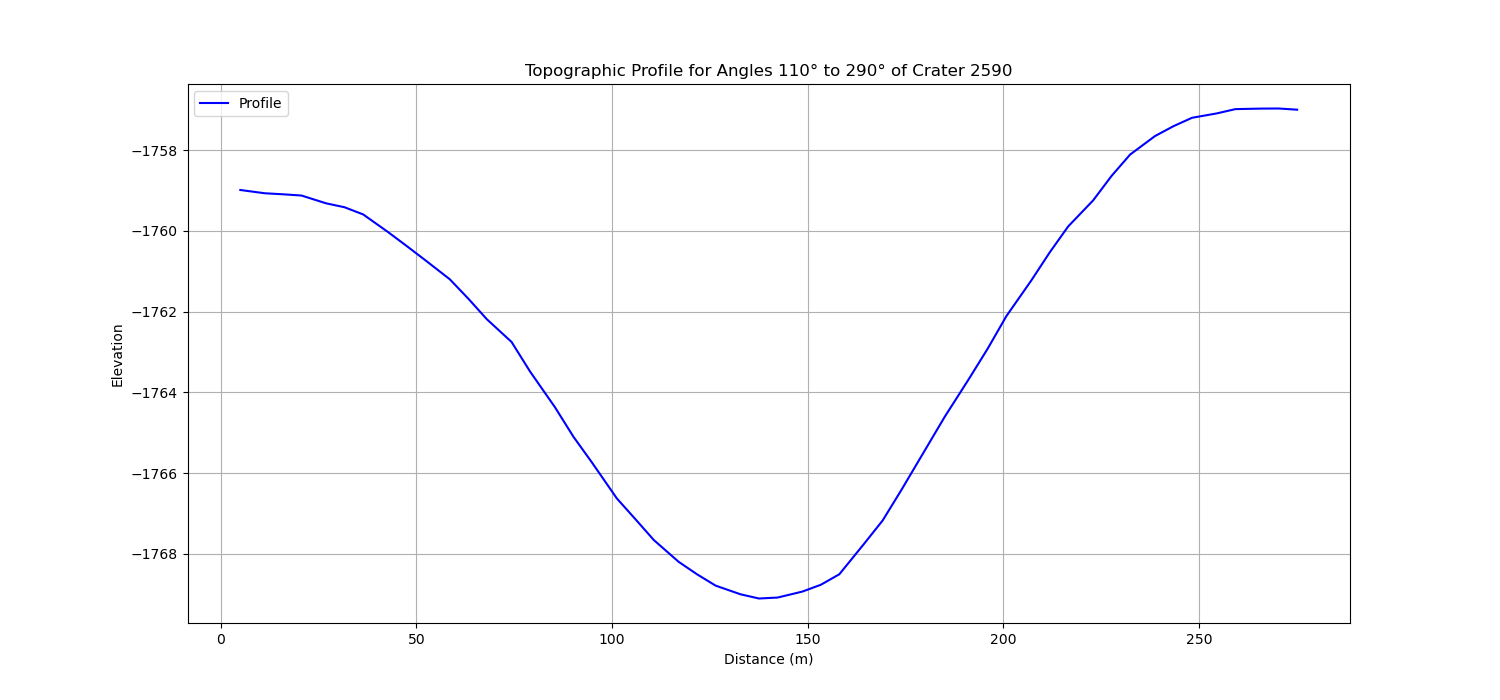 Topographic Profile for Angles 110° to 290° of Crater 2590
Profile
−1758
−1760
−1762
−1764
−1766
−1768
Elevation
0 50 100 150 200 250
Distance (m)